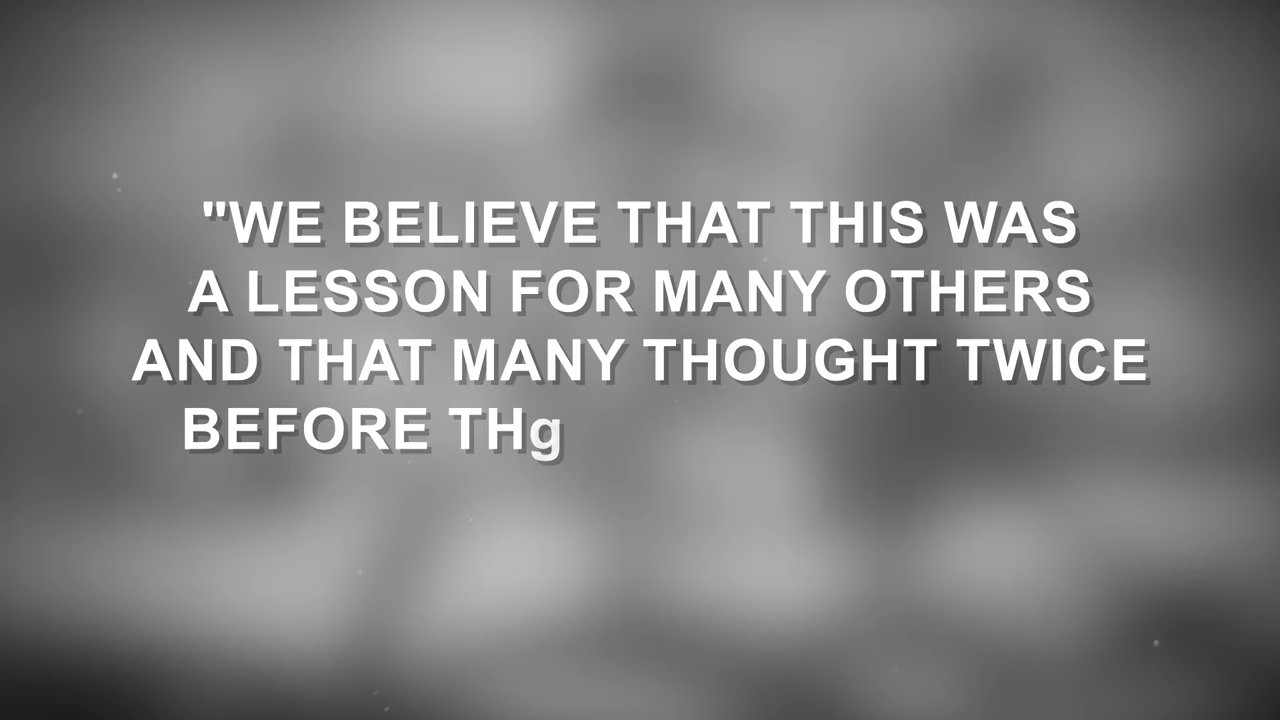 "WE BELIEVE THAT THIS WAS
A LESSON FOR MANY OTHERS
AND THAT MANY THOUGHT TWICE
BEFORE THg